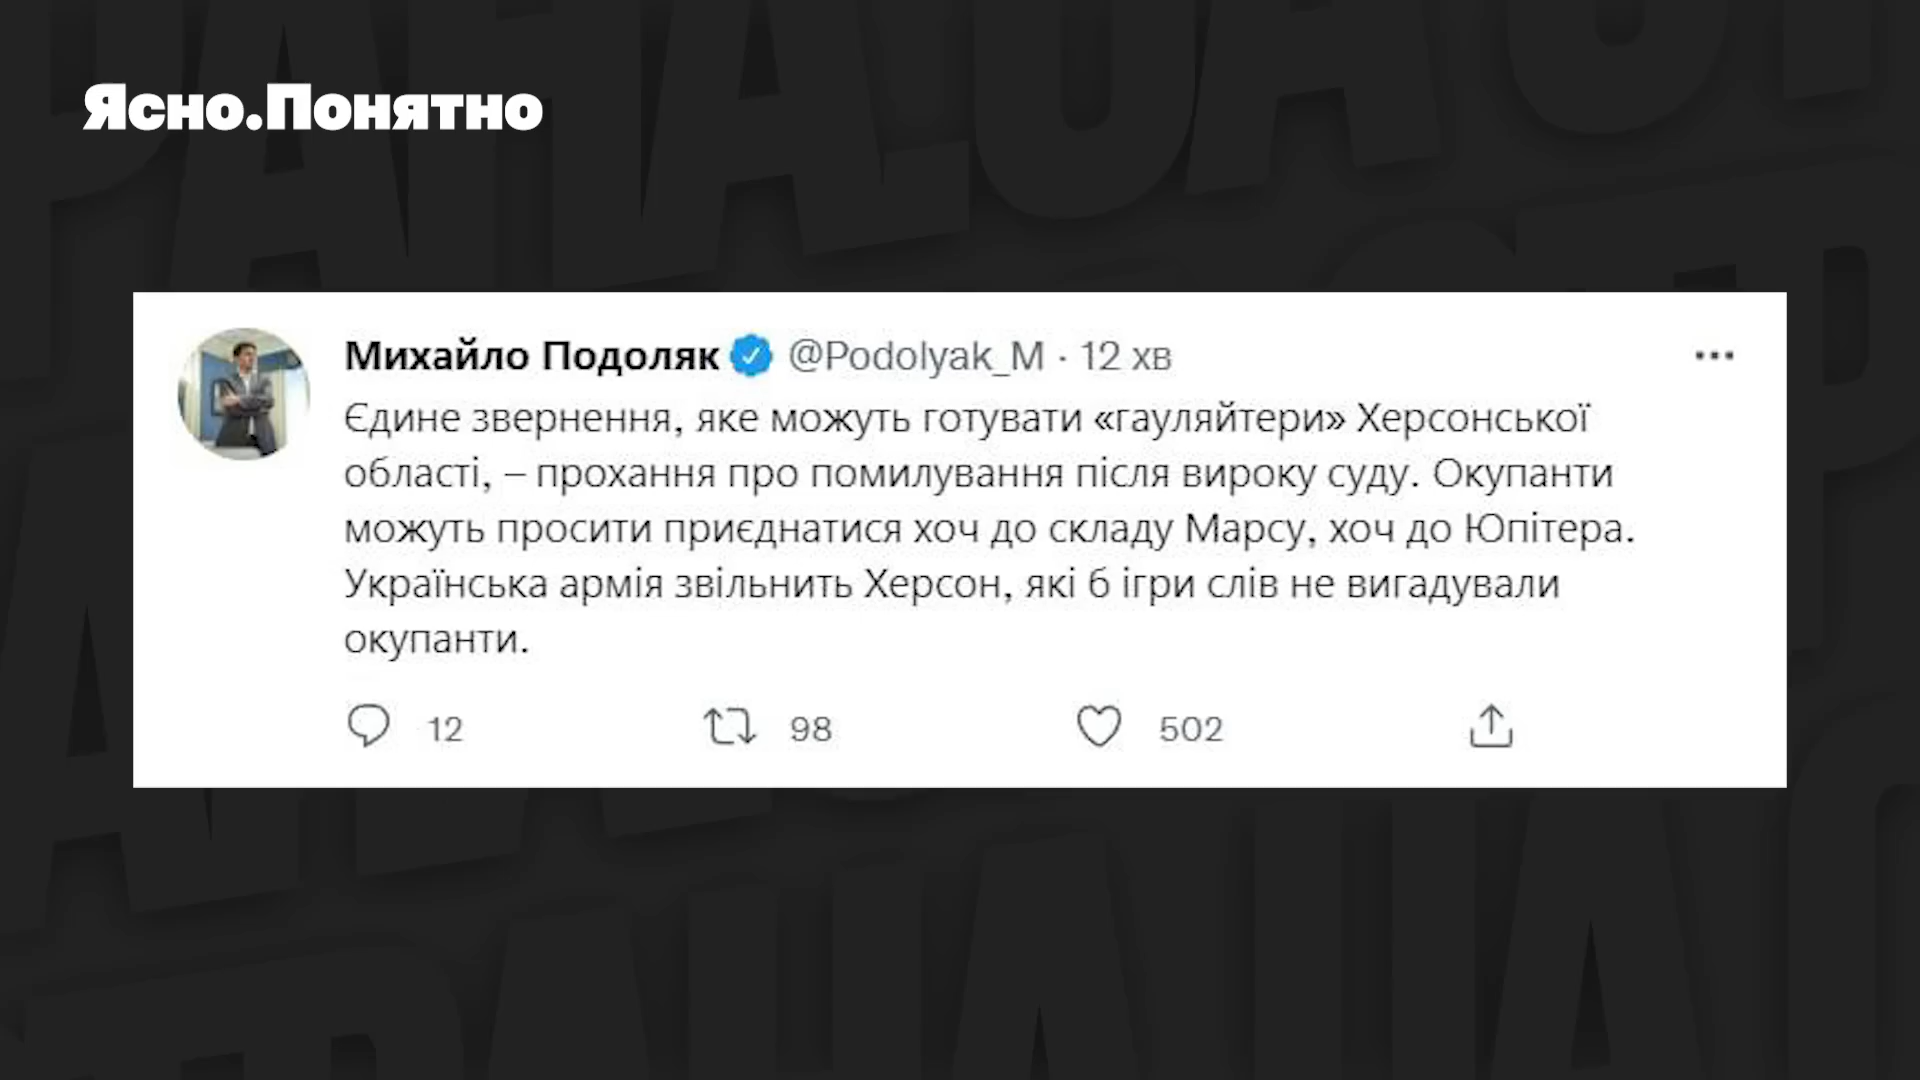 Ясно.Понятно
Михайло Подоляк @Podolyak_M · 12 хв
Єдине звернення, яке можуть готувати «гауляйтери» Херсонської
області, – прохання про помилування після вироку суду. Окупанти
можуть просити приєднатися хоч до складу Марсу, хоч до Юпітера.
Українська армія звільнить Херсон, які б ігри слів не вигадували
окупанти.
12 98 502